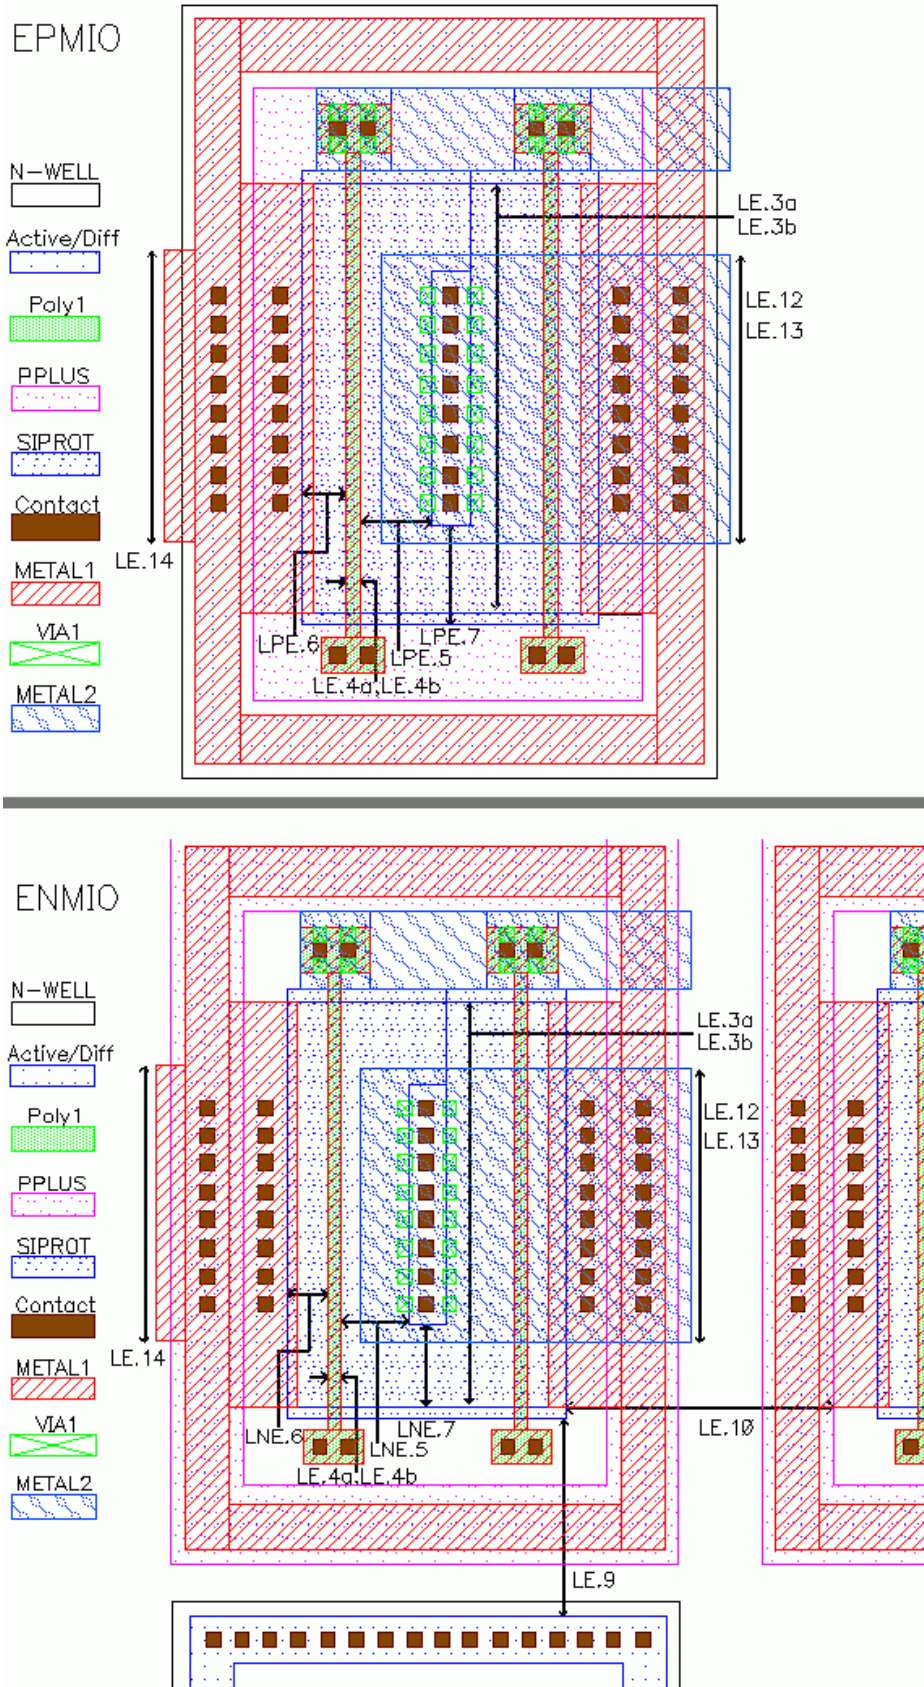 EPMIO
N-WELL
Active/Diff
Poly1
PPLUS
SIPROT
Contact
METAL1
VIA1
METAL2
LE.3a
LE.3b
LE.12
LE.13
LE.14
LPE.6
LPE.7
LPE.5
LE.4a,LE.4b
ENMIO
N-WELL
Active/Diff
Poly1
PPLUS
SIPROT
Contact
METAL1
VIA1
METAL2
LE.3a
LE.3b
LE.12
LE.13
LE.14
LNE.6
LNE.7
LNE.5
LE.4a,LE.4b
LE.10
LE.9